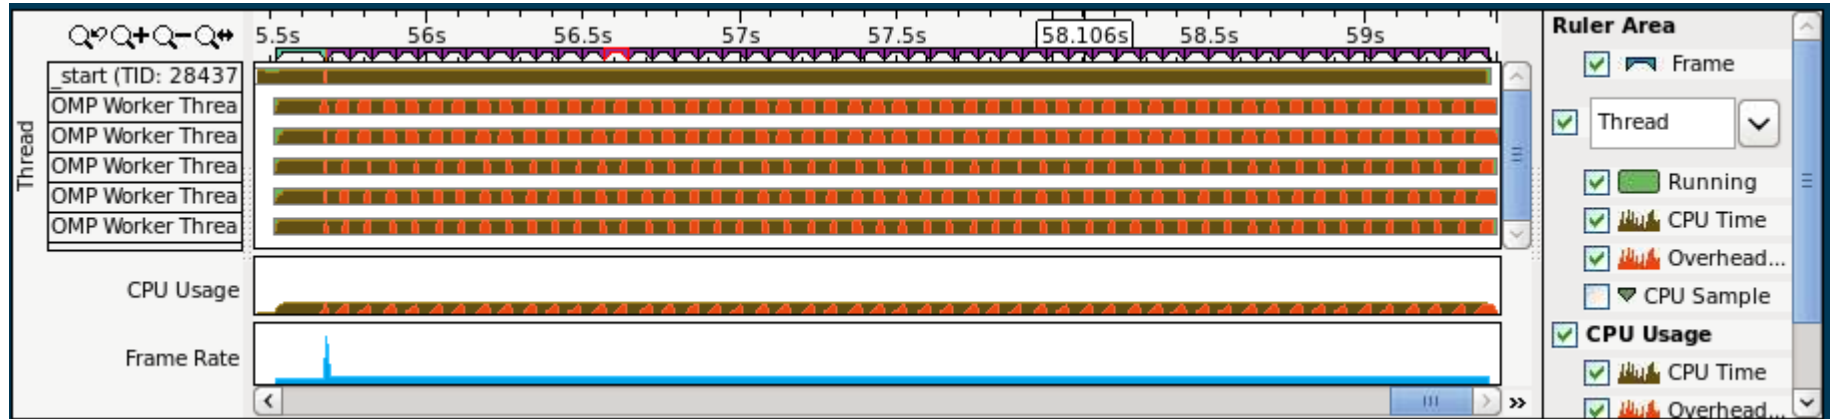 5.5s 56s 56.5s 57s 57.5s 58.106s 58.5s 59s
Thread
_start (TID: 28437
OMP Worker Threa
OMP Worker Threa
OMP Worker Threa
OMP Worker Threa
OMP Worker Threa
CPU Usage
Frame Rate
Ruler Area
Frame
Thread
Running
CPU Time
Overhead...
CPU Sample
CPU Usage
CPU Time
Overhead...